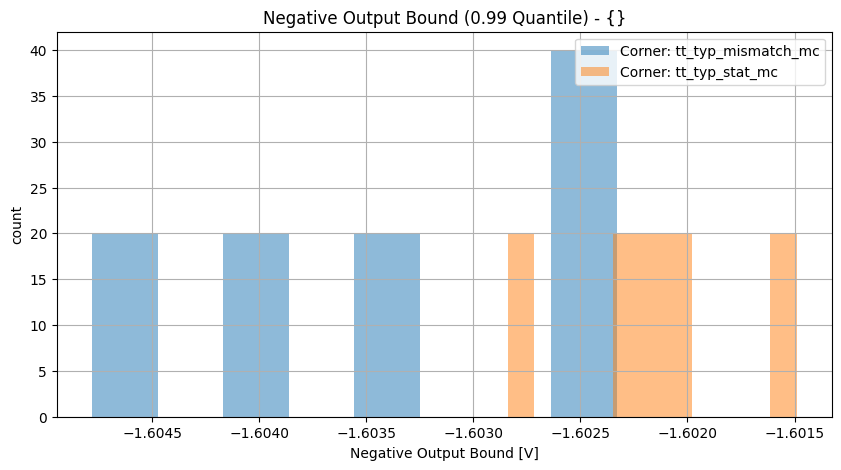 Negative Output Bound (0.99 Quantile) - {}
Corner: tt_typ_mismatch_mc
Corner: tt_typ_stat_mc
count
40
35
30
25
20
15
10
5
0
−1.6045 −1.6040 −1.6035 −1.6030 −1.6025 −1.6020 −1.6015
Negative Output Bound [V]